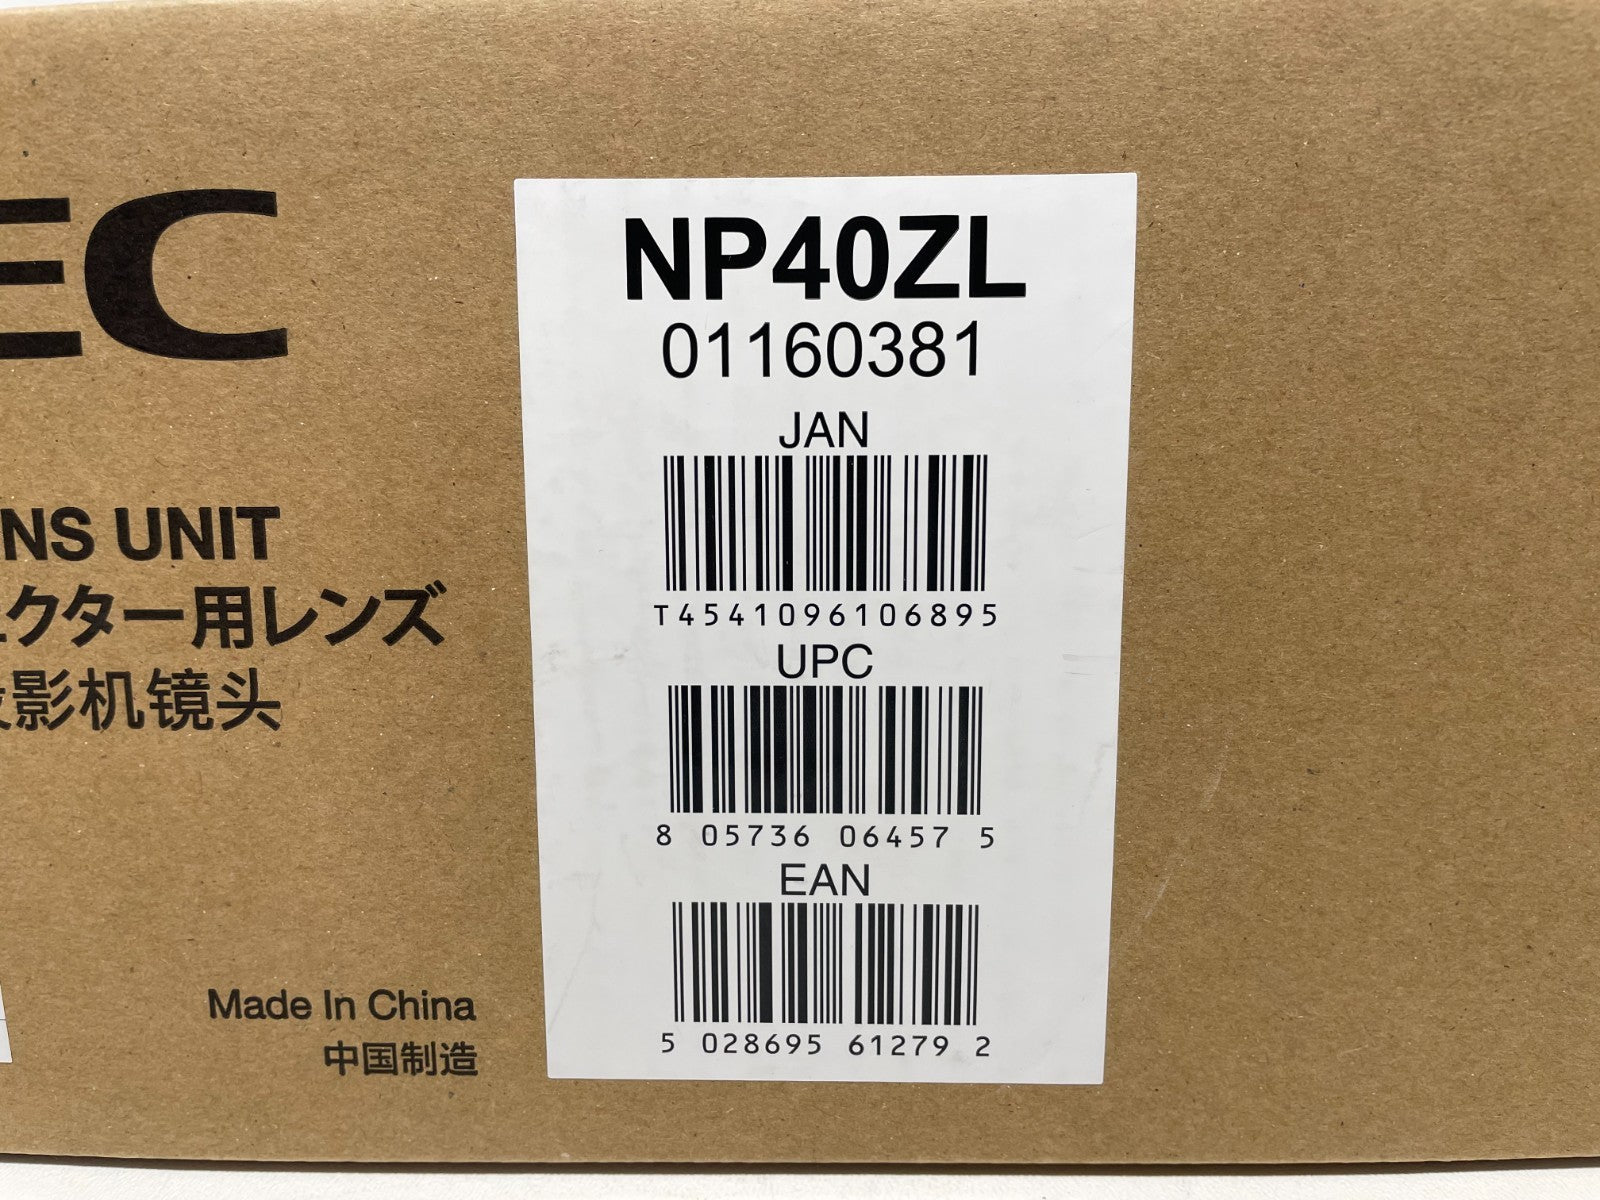 EC
NS UNIT
ェクター用レンズ
影机镜头
Made In China
中国制造
NP40ZL
01160381
JAN
T4541096106895
UPC
8 05736 06457 5
EAN
5 028695 61279 2